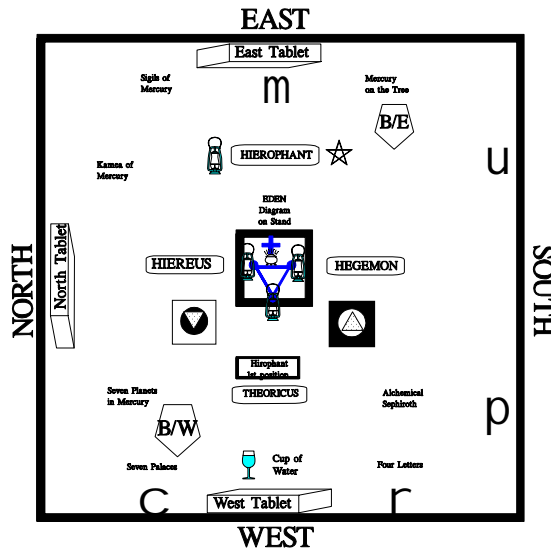 EAST
East Tablet
Sigils of
Mercury
m
Mercury
on the Tree
B/E
HIEROPHANT
u
Kamea of
Mercury
EDEN
Diagram
on Stand
NORTH
North Tablet
HIEREUS
HEGEMON
SOUTH
Hirophant
1st position
Seven Planets
in Mercury
THEORICUS
Alchemical
Sephiroth
p
B/W
Seven Palaces
Cup of
Water
Four Letters
c
West Tablet
r
WEST